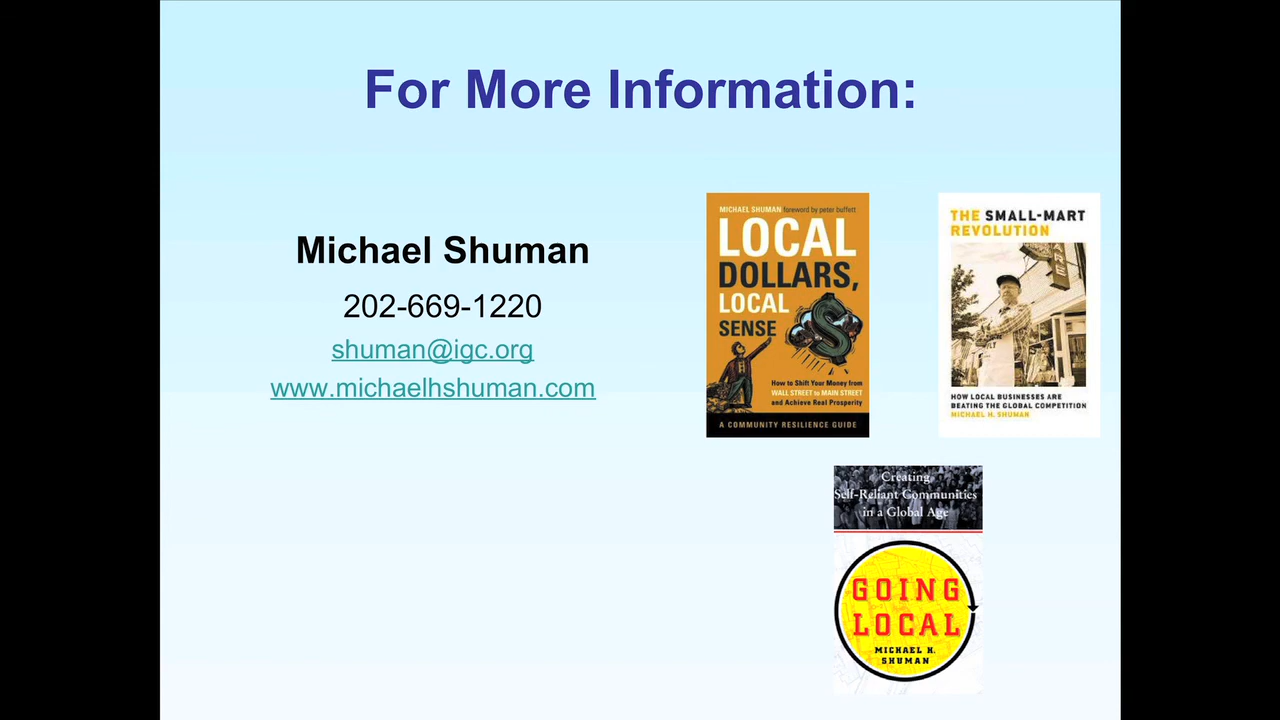 For More Information:
Michael Shuman
202-669-1220
shuman@igc.org
www.michaelhshuman.com
MICHAEL SHUMAN foreword by peter buffett
LOCAL
DOLLARS,
LOCAL
SENSE
How to Shift Your Money from
WALL STREET to MAIN STREET
and Achieve Real Prosperity
A COMMUNITY RESILIENCE GUIDE
THE SMALL-MART
REVOLUTION
HOW LOCAL BUSINESSES ARE
BEATING THE GLOBAL COMPETITION
MICHAEL H. SHUMAN
Creating
Self-Reliant Communities
in a Global Age
GOING
LOCAL
MICHAEL H.
SHUMAN